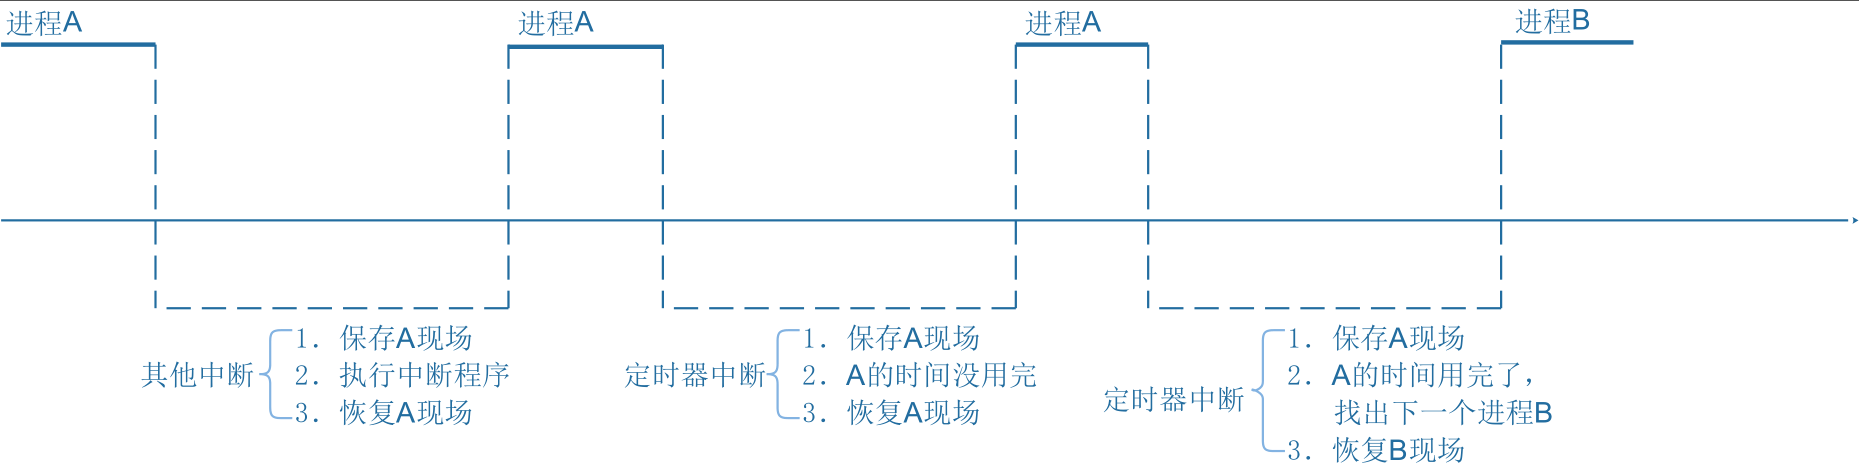 进程A
进程A
进程A
进程B
其他中断
1. 保存A现场
2. 执行中断程序
3. 恢复A现场
定时器中断
1. 保存A现场
2. A的时间没用完
3. 恢复A现场
定时器中断
1. 保存A现场
2. A的时间用完了，
找出下一个进程B
3. 恢复B现场